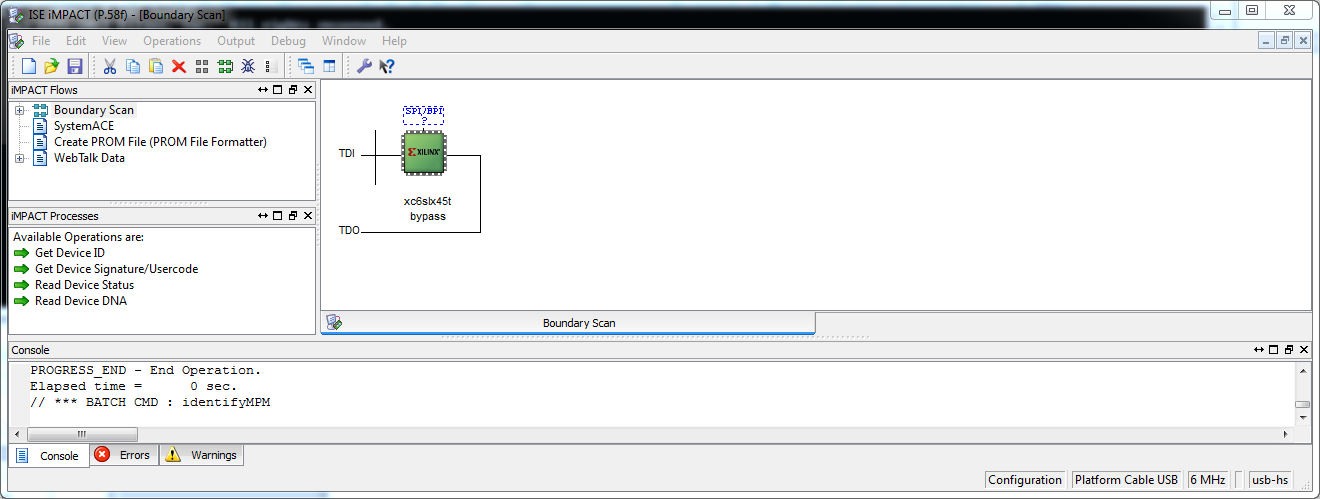 ISE iMPACT (P.58f) - [Boundary Scan]
File Edit View Operations Output Debug Window Help
iMPACT Flows
Boundary Scan
SystemACE
Create PROM File (PROM File Formatter)
WebTalk Data
iMPACT Processes
Available Operations are:
Get Device ID
Get Device Signature/Usercode
Read Device Status
Read Device DNA
SPI/BPI
?
TDI
XILINX
xc6slx45t
bypass
TDO
Boundary Scan
Console
PROGRESS_END - End Operation.
Elapsed time =      0 sec.
// *** BATCH CMD : identifyMPM
Console Errors Warnings
Configuration Platform Cable USB 6 MHz usb-hs